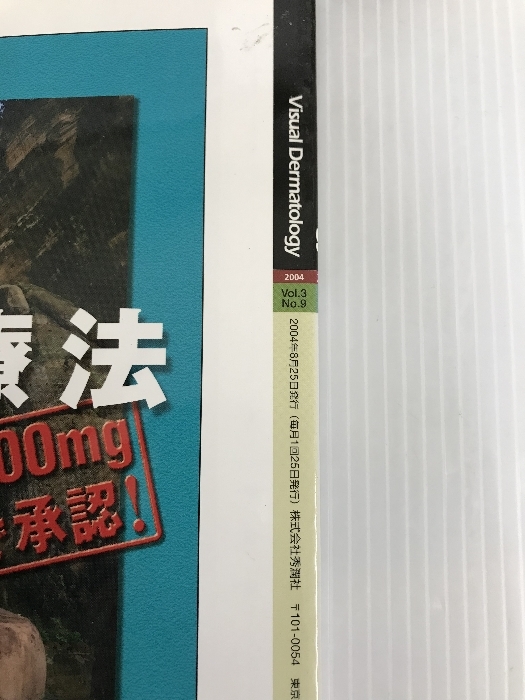 療法
00mg
承認!
Visual Dermatology
2004
Vol.3
No.9
2004年8月25日発行（毎月1回25日発行） 株式会社秀潤社 〒101-0054 東京